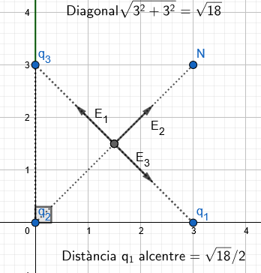 Diagonal√3² + 3² = √18
4
q₃
3
N
E₁
E₂
2
E₃
1
q₂
q₁
0 1 2 3 4
Distància q₁ alcentre = √18/2